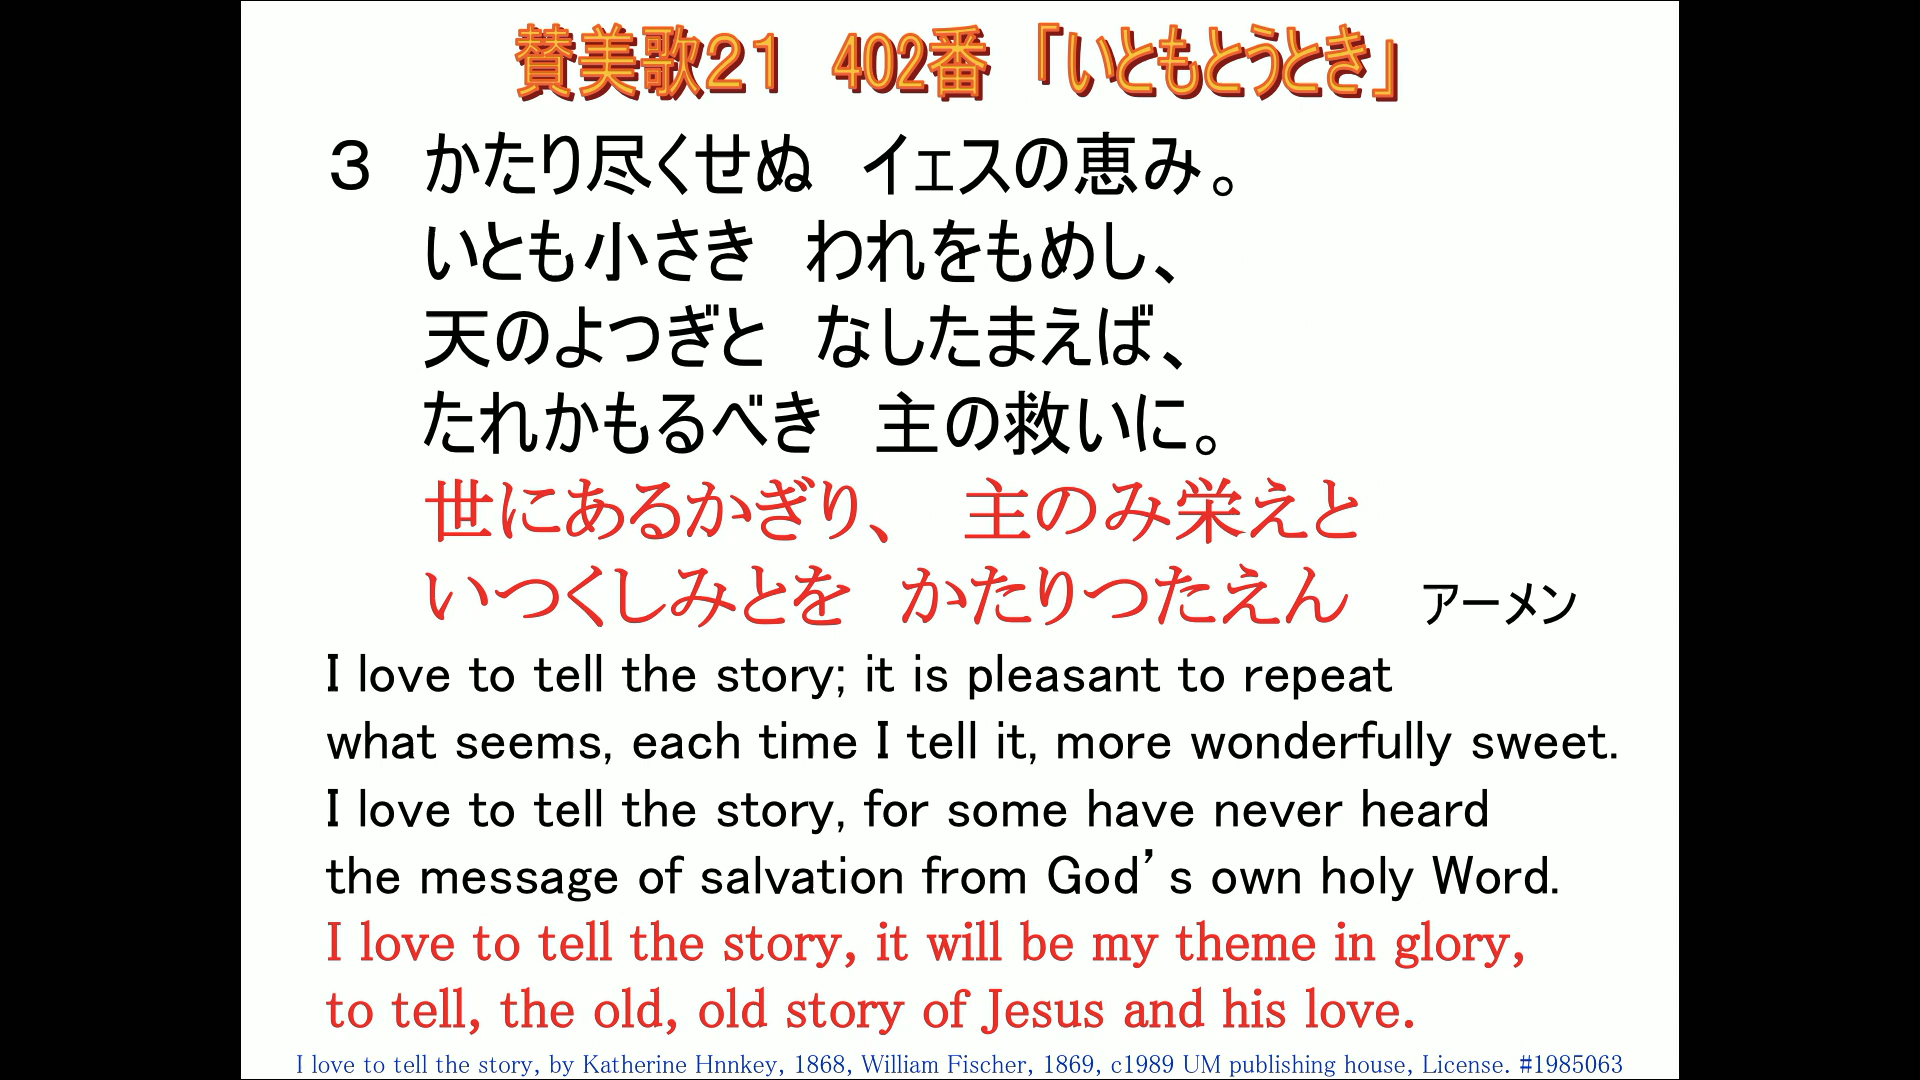 賛美歌21　402番　「いともとうとき」
３　かたり尽くせぬ　イェスの恵み。
いとも小さき　われをもめし、
天のよつぎと　なしたまえば、
たれかもるべき　主の救いに。
世にあるかぎり、　主のみ栄えと
いつくしみとを　かたりつたえん　アーメン
I love to tell the story; it is pleasant to repeat
what seems, each time I tell it, more wonderfully sweet.
I love to tell the story, for some have never heard
the message of salvation from God’s own holy Word.
I love to tell the story, it will be my theme in glory,
to tell, the old, old story of Jesus and his love.
I love to tell the story, by Katherine Hnnkey, 1868, William Fischer, 1869, c1989 UM publishing house, License. #1985063